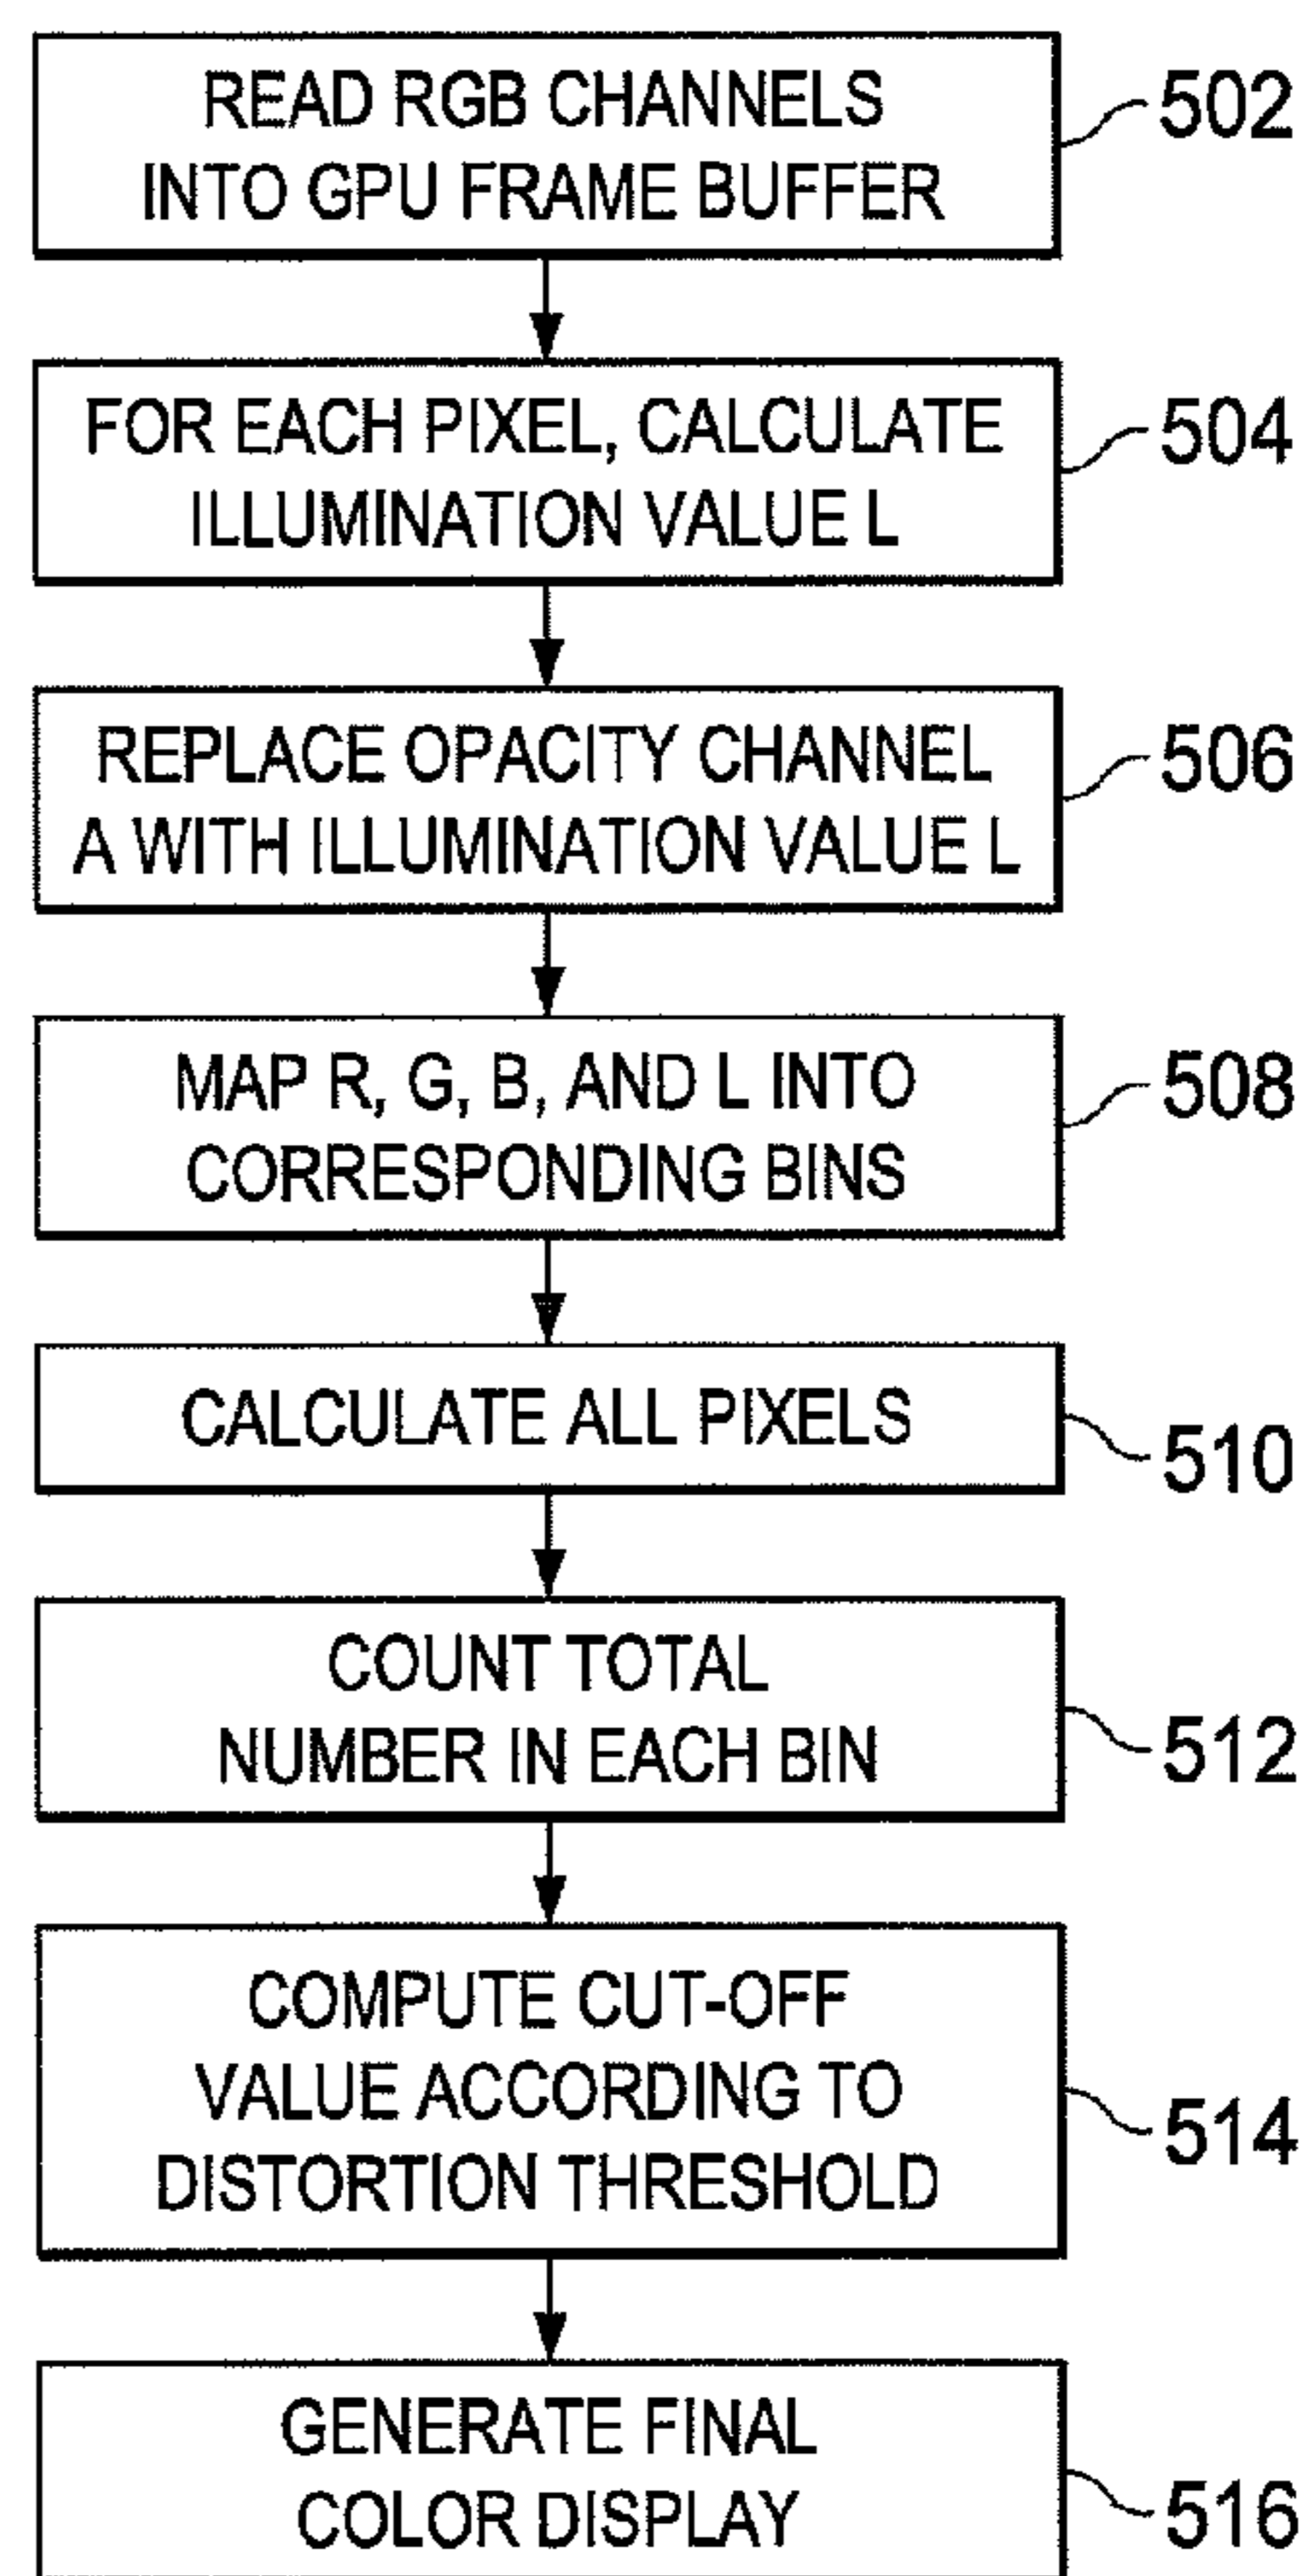 READ RGB CHANNELS
INTO GPU FRAME BUFFER
502
FOR EACH PIXEL, CALCULATE
ILLUMINATION VALUE L
504
REPLACE OPACITY CHANNEL
A WITH ILLUMINATION VALUE L
506
MAP R, G, B, AND L INTO
CORRESPONDING BINS
508
CALCULATE ALL PIXELS
510
COUNT TOTAL
NUMBER IN EACH BIN
512
COMPUTE CUT-OFF
VALUE ACCORDING TO
DISTORTION THRESHOLD
514
GENERATE FINAL
COLOR DISPLAY
516